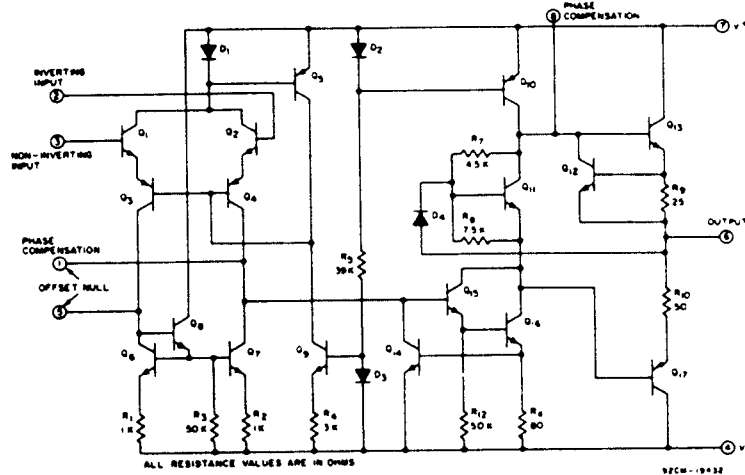 PHASE
COMPENSATION
8
7 V+
D1
D2
INVERTING
INPUT
2
Q5
D10
Q1
Q2
Q13
3
NON-INVERTING
INPUT
R7
4.5 K
Q12
Q3
Q4
Q11
R9
25
D4
R8
7.5 K
OUTPUT
6
PHASE
COMPENSATION
1
R5
39 K
OFFSET NULL
5
Q15
R10
50
Q8
Q6
Q7
Q9
Q14
Q16
D3
Q17
R1
1 K
R3
50 K
R2
1 K
R4
3 K
R12
50 K
80
4 V
ALL RESISTANCE VALUES ARE IN OHMS
92CM-19432